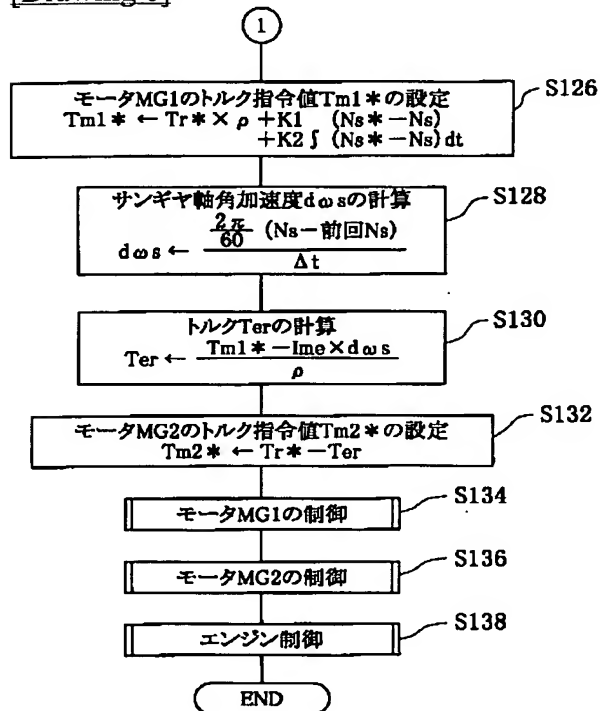 [Drawing 6]
1
モータMG1のトルク指令値Tm1*の設定
Tm1* ← Tr*×ρ +K1 (Ns*−Ns)
+K2∫(Ns*−Ns)dt
S126
サンギヤ軸角加速度dωsの計算
dωs ← 2π/60 (Ns−前回Ns) / Δt
S128
トルクTerの計算
Ter ← Tm1*−Ime×dωs / ρ
S130
モータMG2のトルク指令値Tm2*の設定
Tm2* ← Tr*−Ter
S132
モータMG1の制御
S134
モータMG2の制御
S136
エンジン制御
S138
END